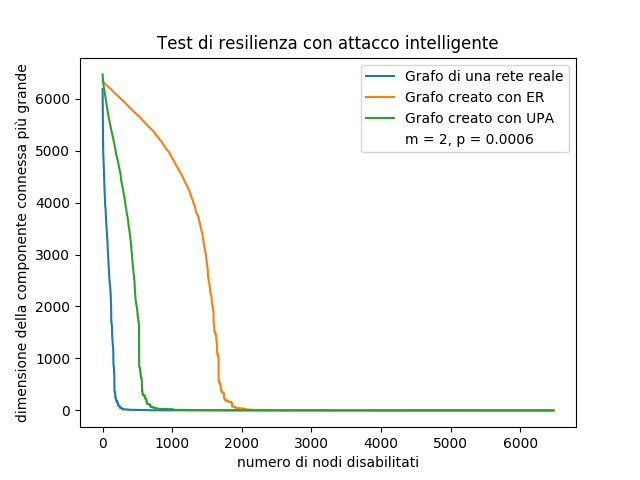 Test di resilienza con attacco intelligente
Grafo di una rete reale
Grafo creato con ER
Grafo creato con UPA
m = 2, p = 0.0006
dimensione della componente connessa più grande
6000
5000
4000
3000
2000
1000
0
0 1000 2000 3000 4000 5000 6000
numero di nodi disabilitati